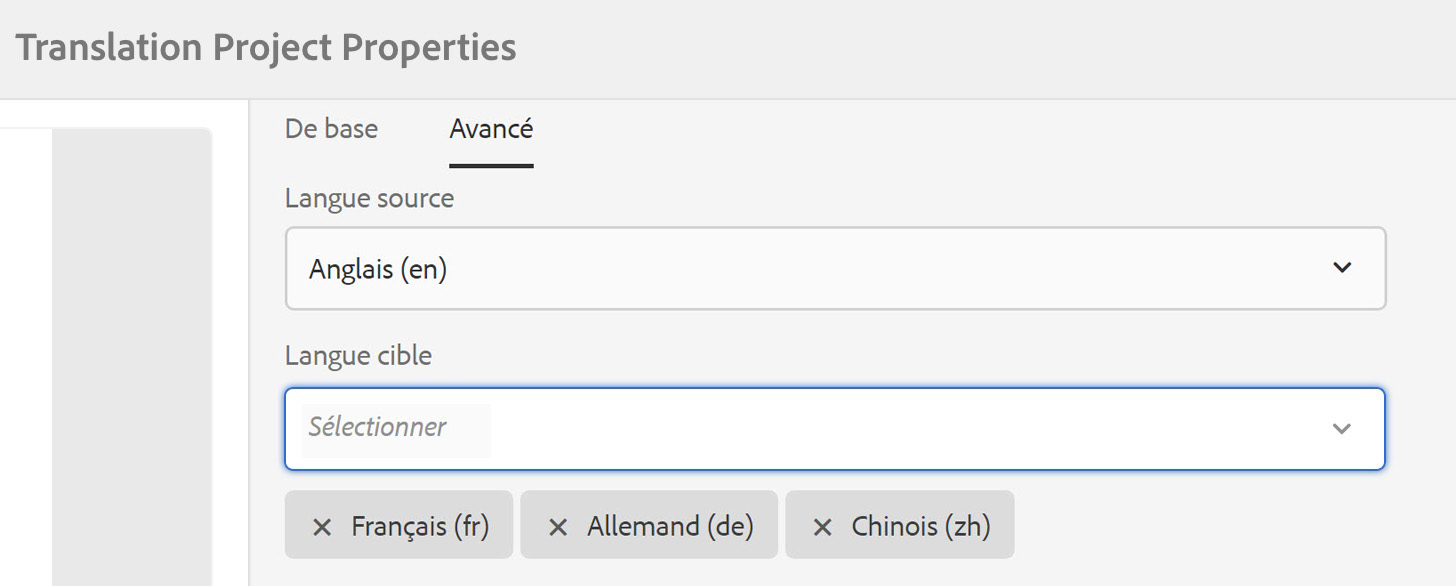 Translation Project Properties
De base Avancé
Langue source
Anglais (en)
Langue cible
Sélectionner
Français (fr) Allemand (de) Chinois (zh)